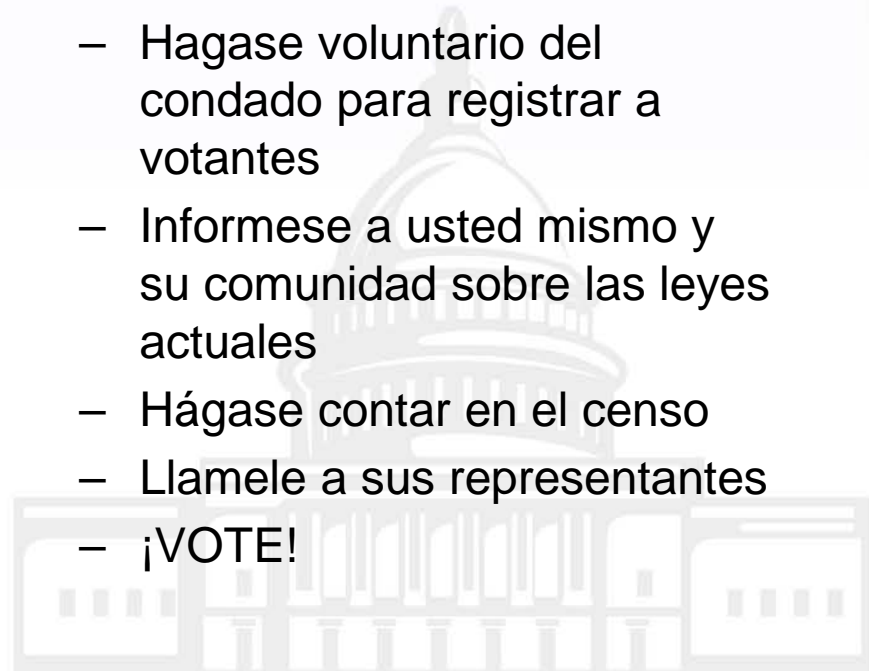 – Hagase voluntario del
condado para registrar a
votantes
– Informese a usted mismo y
su comunidad sobre las leyes
actuales
– Hágase contar en el censo
– Llamele a sus representantes
– ¡VOTE!